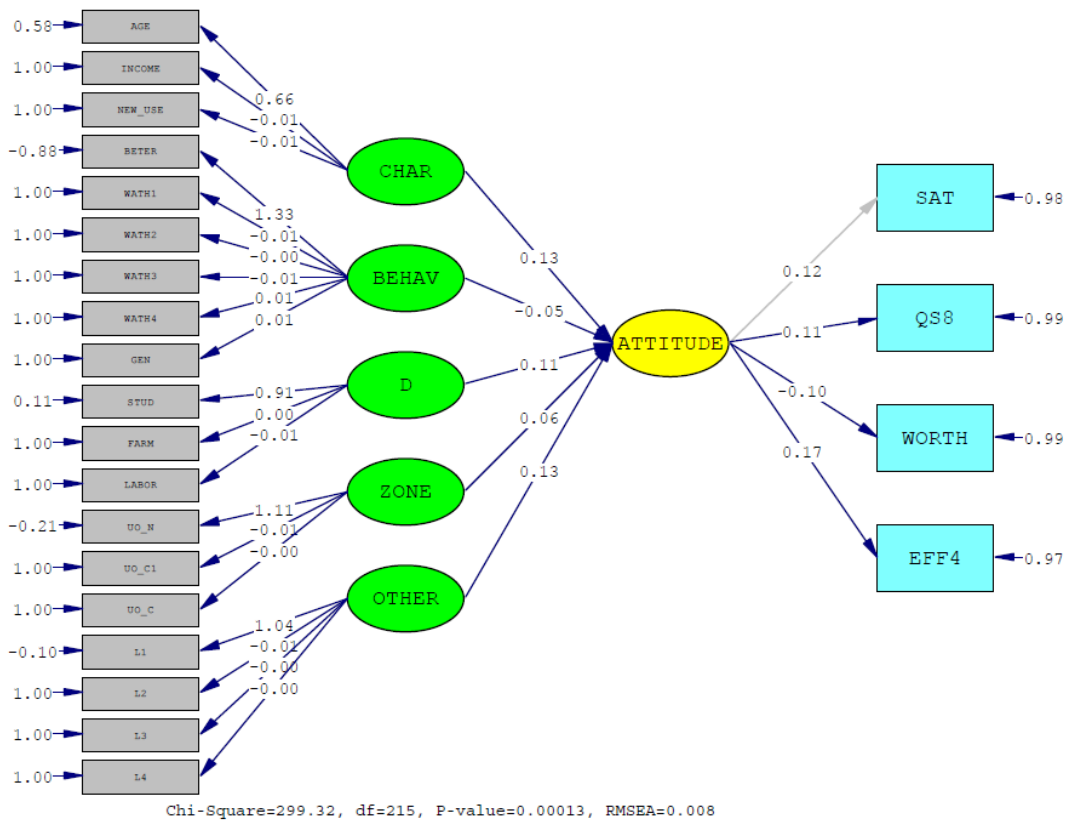 0.58 AGE
1.00 INCOME
1.00 NEW_USE
-0.88 BETER
1.00 WATH1
1.00 WATH2
1.00 WATH3
1.00 WATH4
1.00 GEN
0.11 STUD
1.00 FARM
1.00 LABOR
-0.21 UO_N
1.00 UO_C1
1.00 UO_C
-0.10 L1
1.00 L2
1.00 L3
1.00 L4
0.66
-0.01
-0.01
1.33
-0.01
-0.00
-0.01
0.01
0.01
0.91
0.00
-0.01
1.11
-0.01
-0.00
1.04
-0.01
-0.00
-0.00
CHAR
BEHAV
D
ZONE
OTHER
0.13
-0.05
0.11
0.06
0.13
ATTITUDE
0.12
0.11
-0.10
0.17
SAT 0.98
QS8 0.99
WORTH 0.99
EFF4 0.97
Chi-Square=299.32, df=215, P-value=0.00013, RMSEA=0.008